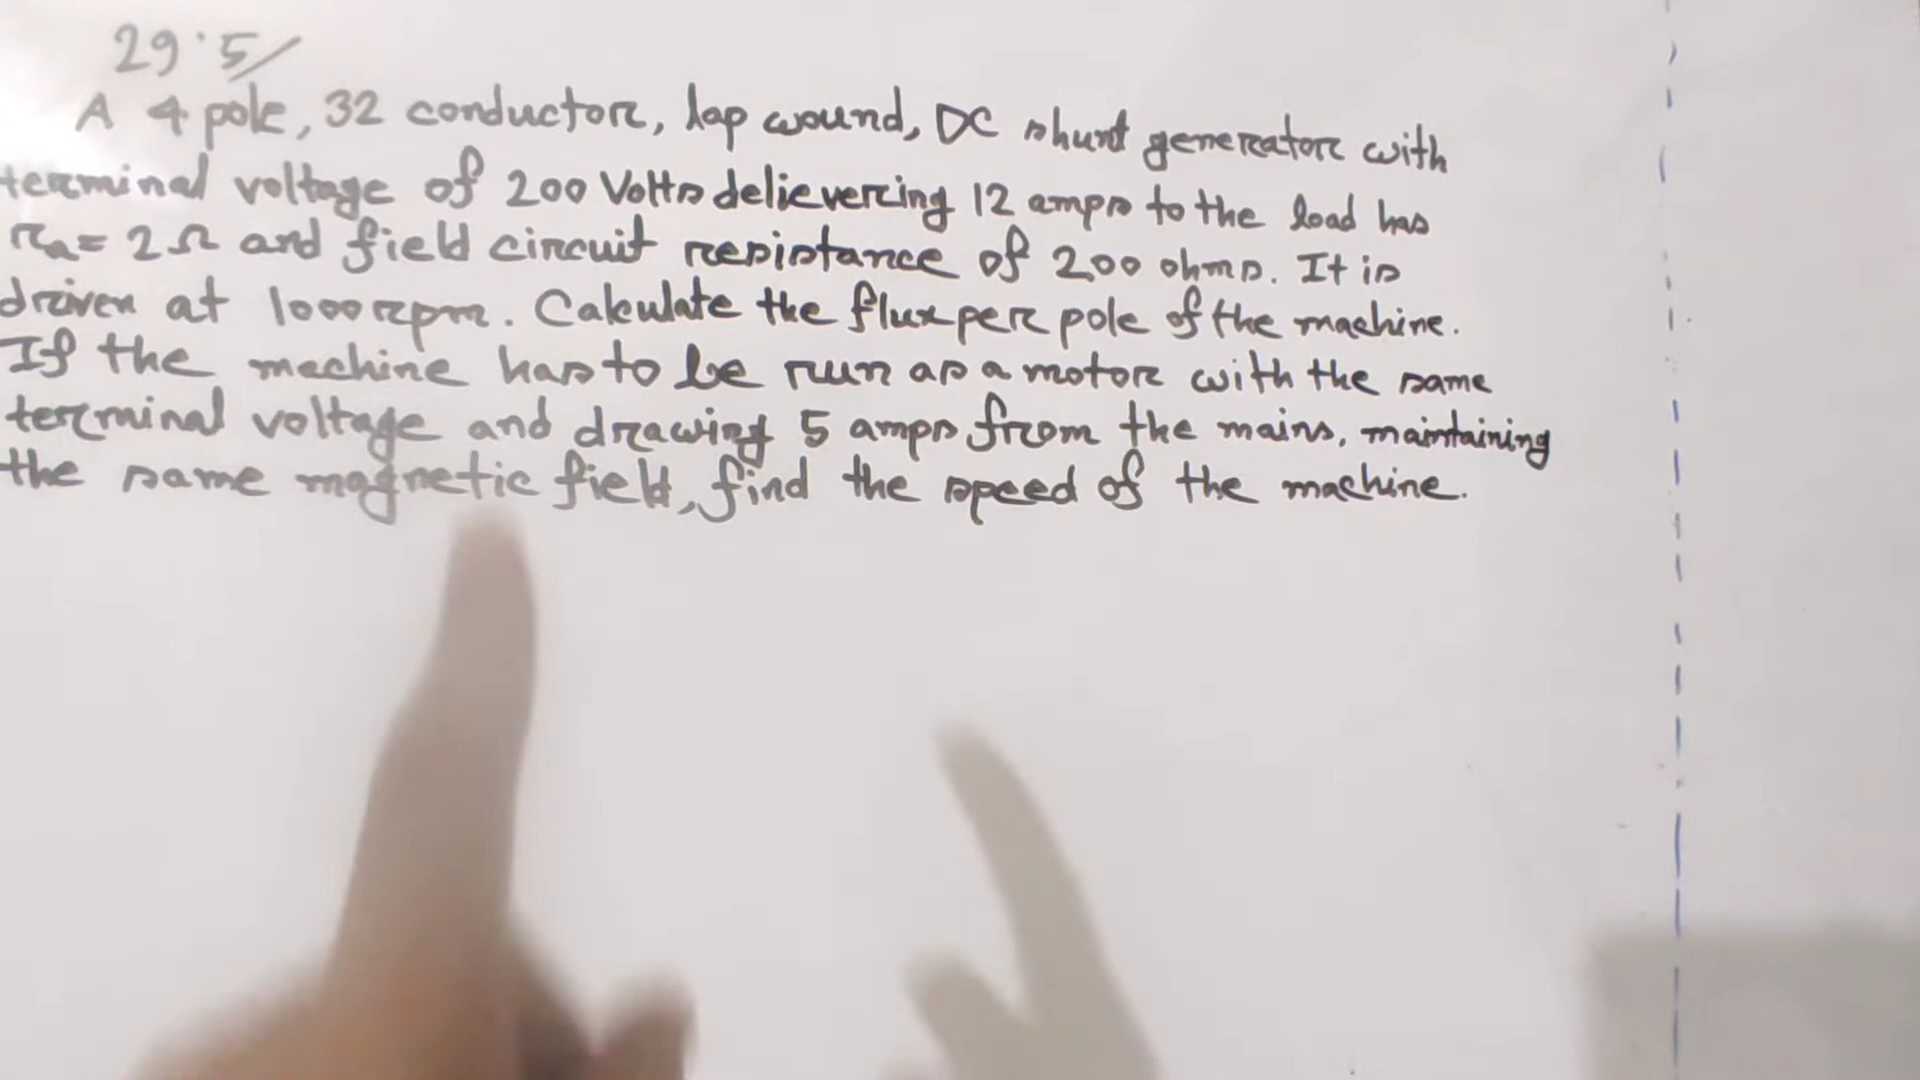 29.5/
A 4 pole, 32 conductor, lap wound, DC shunt generator with
terminal voltage of 200 Volts delievering 12 amps to the load has
ra = 2Ω and field circuit resistance of 200 ohms. It is
driven at 1000 rpm. Calculate the flux per pole of the machine.
If the machine has to be run as a motor with the same
terminal voltage and drawing 5 amps from the mains, maintaining
the same magnetic field, find the speed of the machine.